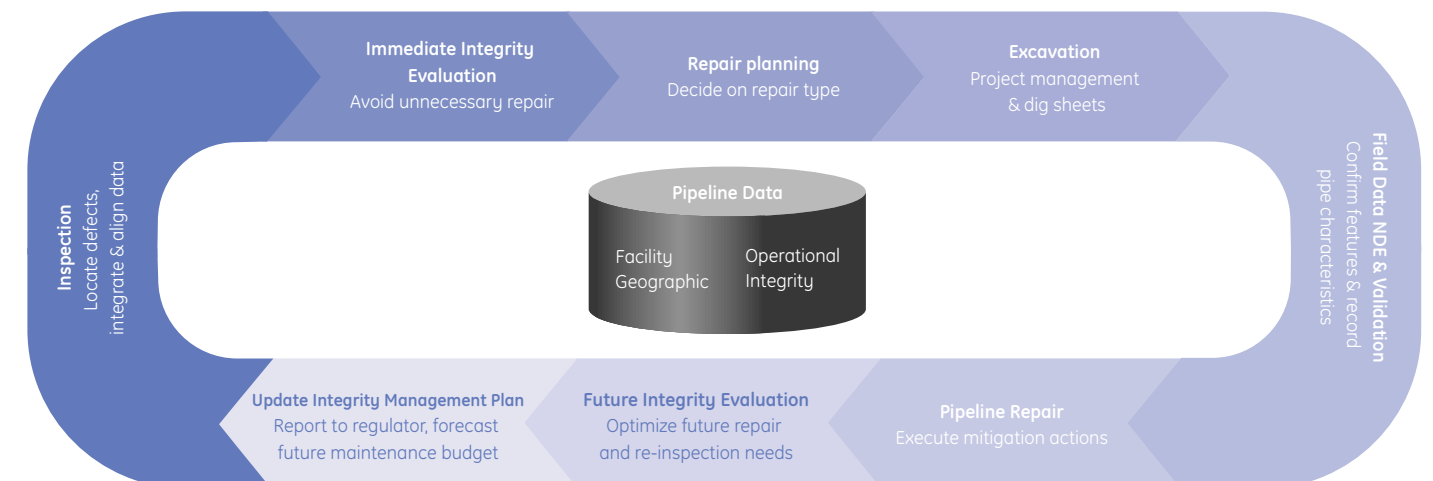 Inspection
Locate defects,
integrate & align data
Immediate Integrity
Evaluation
Avoid unnecessary repair
Repair planning
Decide on repair type
Excavation
Project management
& dig sheets
Field Data NDE & Validation
Confirm features & record
pipe characteristics
Pipeline Repair
Execute mitigation actions
Future Integrity Evaluation
Optimize future repair
and re-inspection needs
Update Integrity Management Plan
Report to regulator, forecast
future maintenance budget
Pipeline Data
Facility
Geographic
Operational
Integrity